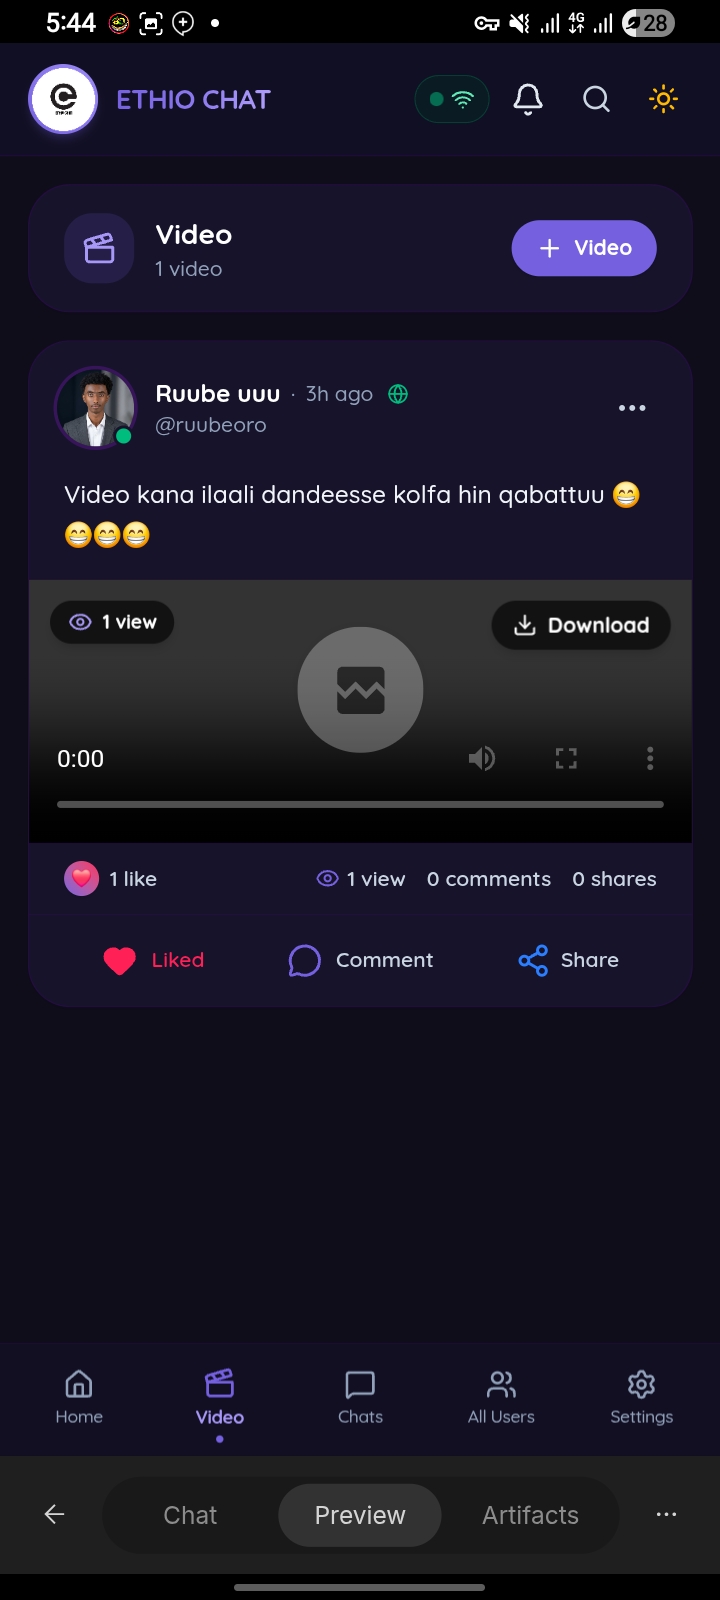 5:44
4G
28
ETHIO CHAT
Video
1 video
+ Video
Ruube uuu · 3h ago
@ruubeoro
Video kana ilaali dandeesse kolfa hin qabattuu 😁
😁😁😁
1 view
Download
0:00
1 like
1 view 0 comments 0 shares
Liked
Comment
Share
Home
Video
Chats
All Users
Settings
Chat
Preview
Artifacts